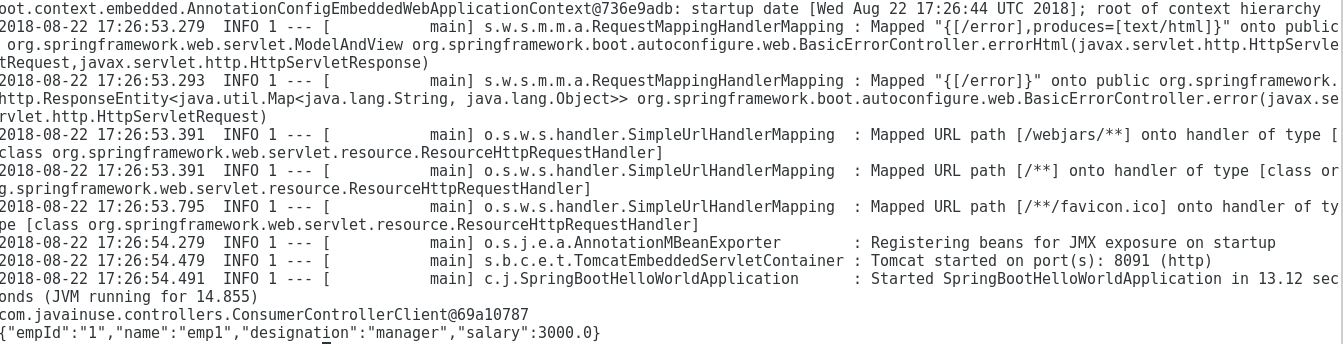 oot.context.embedded.AnnotationConfigEmbeddedWebApplicationContext@736e9adb: startup date [Wed Aug 22 17:26:44 UTC 2018]; root of context hierarchy
2018-08-22 17:26:53.279  INFO 1 --- [           main] s.w.s.m.m.a.RequestMappingHandlerMapping : Mapped "{[/error],produces=[text/html]}" onto public
 org.springframework.web.servlet.ModelAndView org.springframework.boot.autoconfigure.web.BasicErrorController.errorHtml(javax.servlet.http.HttpServle
tRequest,javax.servlet.http.HttpServletResponse)
2018-08-22 17:26:53.293  INFO 1 --- [           main] s.w.s.m.m.a.RequestMappingHandlerMapping : Mapped "{[/error]}" onto public org.springframework.
http.ResponseEntity<java.util.Map<java.lang.String, java.lang.Object>> org.springframework.boot.autoconfigure.web.BasicErrorController.error(javax.se
rvlet.http.HttpServletRequest)
2018-08-22 17:26:53.391  INFO 1 --- [           main] o.s.w.s.handler.SimpleUrlHandlerMapping  : Mapped URL path [/webjars/**] onto handler of type [
class org.springframework.web.servlet.resource.ResourceHttpRequestHandler]
2018-08-22 17:26:53.391  INFO 1 --- [           main] o.s.w.s.handler.SimpleUrlHandlerMapping  : Mapped URL path [/**] onto handler of type [class or
g.springframework.web.servlet.resource.ResourceHttpRequestHandler]
2018-08-22 17:26:53.795  INFO 1 --- [           main] o.s.w.s.handler.SimpleUrlHandlerMapping  : Mapped URL path [/**/favicon.ico] onto handler of ty
pe [class org.springframework.web.servlet.resource.ResourceHttpRequestHandler]
2018-08-22 17:26:54.279  INFO 1 --- [           main] o.s.j.e.a.AnnotationMBeanExporter        : Registering beans for JMX exposure on startup
2018-08-22 17:26:54.479  INFO 1 --- [           main] s.b.c.e.t.TomcatEmbeddedServletContainer : Tomcat started on port(s): 8091 (http)
2018-08-22 17:26:54.491  INFO 1 --- [           main] c.j.SpringBootHelloWorldApplication      : Started SpringBootHelloWorldApplication in 13.12 sec
onds (JVM running for 14.855)
com.javainuse.controllers.ConsumerControllerClient@69a10787
{"empId":"1","name":"emp1","designation":"manager","salary":3000.0}